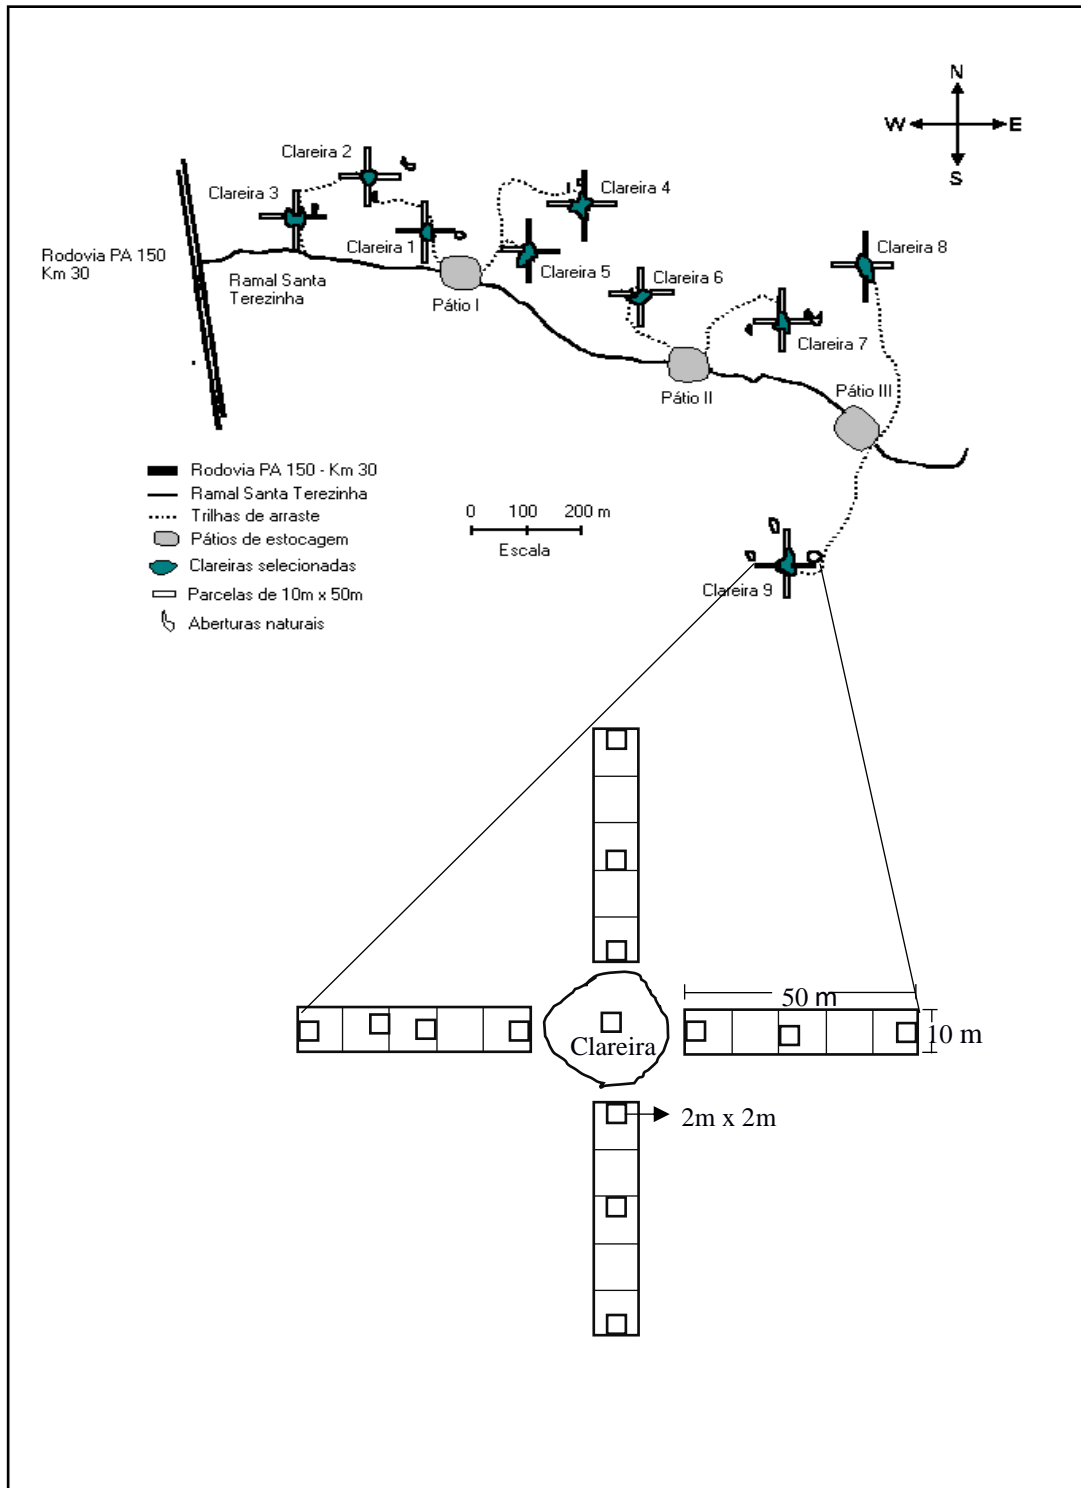 N
W E
S
Clareira 2
Clareira 3
Clareira 4
Clareira 1
Clareira 8
Rodovia PA 150
Km 30
Ramal Santa
Terezinha
Clareira 5
Clareira 6
Pátio I
Clareira 7
Pátio II
Pátio III
Rodovia PA 150 - Km 30
Ramal Santa Terezinha
Trilhas de arraste
Pátios de estocagem
Clareiras selecionadas
Parcelas de 10m x 50m
Aberturas naturais
0 100 200 m
Escala
Clareira 9
50 m
10 m
Clareira
2m x 2m